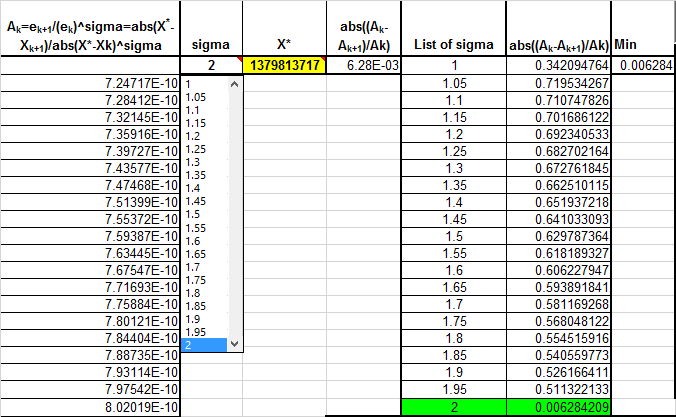 A_k=e_k+1/(e_k)^sigma=abs(X*-X_k+1)/abs(X*-Xk)^sigma sigma X* abs((A_k-A_k+1)/Ak) List of sigma abs((A_k-A_k+1)/Ak) Min
2 1379813717 6.28E-03 1 0.342094764 0.006284
7.24717E-10 1 1.05 0.719534267
7.28412E-10 1.05 1.1 0.710747826
7.32145E-10 1.1 1.15 0.701686122
7.35916E-10 1.15 1.2 0.692340533
7.39727E-10 1.2 1.25 0.682702164
7.43577E-10 1.25 1.3 0.672761845
7.47468E-10 1.3 1.35 0.662510115
7.51399E-10 1.35 1.4 0.651937218
7.55372E-10 1.4 1.45 0.641033093
7.59387E-10 1.45 1.5 0.629787364
7.63445E-10 1.5 1.55 0.618189327
7.67547E-10 1.55 1.6 0.606227947
7.71693E-10 1.6 1.65 0.593891841
7.75884E-10 1.65 1.7 0.581169268
7.80121E-10 1.7 1.75 0.568048122
7.84404E-10 1.75 1.8 0.554515916
7.88735E-10 1.8 1.85 0.540559773
7.93114E-10 1.85 1.9 0.526166411
7.97542E-10 1.9 1.95 0.511322133
8.02019E-10 1.95 2 0.006284209
2